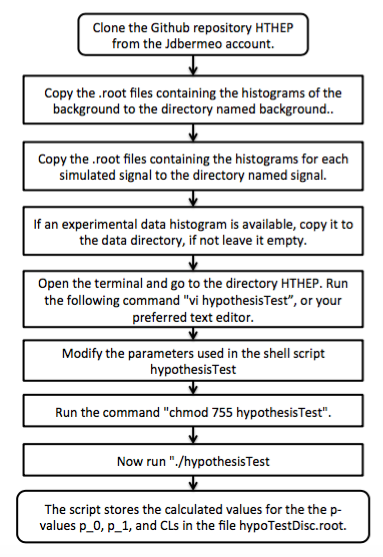 Clone the Github repository HTHEP
from the Jdbermeo account.
Copy the .root files containing the histograms of the
background to the directory named background..
Copy the .root files containing the histograms for each
simulated signal to the directory named signal.
If an experimental data histogram is available, copy it to
the data directory, if not leave it empty.
Open the terminal and go to the directory HTHEP. Run
the following command "vi hypothesisTest”, or your
preferred text editor.
Modify the parameters used in the shell script
hypothesisTest
Run the command "chmod 755 hypothesisTest".
Now run "./hypothesisTest
The script stores the calculated values for the the p-
values p_0, p_1, and CLs in the file hypoTestDisc.root.